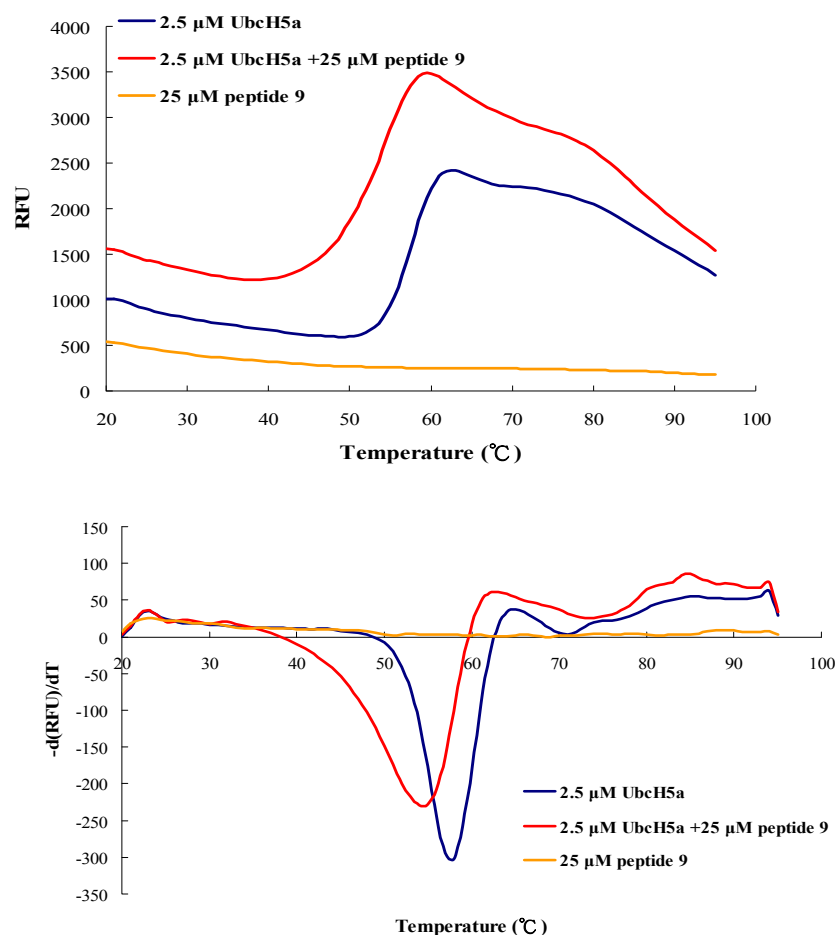 2.5 µM UbcH5a
2.5 µM UbcH5a +25 µM peptide 9
25 µM peptide 9
4000
3500
3000
2500
2000
1500
1000
500
0
RFU
20 30 40 50 60 70 80 90 100
Temperature (℃)
150
100
50
0
-50
-100
-150
-200
-250
-300
-350
-d(RFU)/dT
20 30 40 50 60 70 80 90 100
2.5 µM UbcH5a
2.5 µM UbcH5a +25 µM peptide 9
25 µM peptide 9
Temperature (℃)